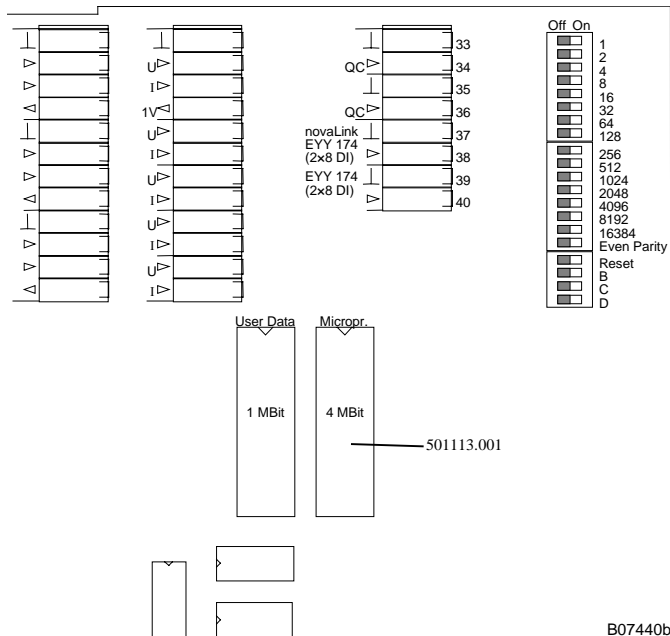 Off On
1
2
4
8
16
32
64
128
256
512
1024
2048
4096
8192
16384
Even Parity
Reset
B
C
D
U
I
1V
U
I
U
I
U
I
U
I
33
QC 34
35
QC 36
novaLink 37
EYY 174
(2×8 DI) 38
EYY 174 39
(2×8 DI)
40
User Data
Micropr.
1 MBit
4 MBit
501113.001
B07440b